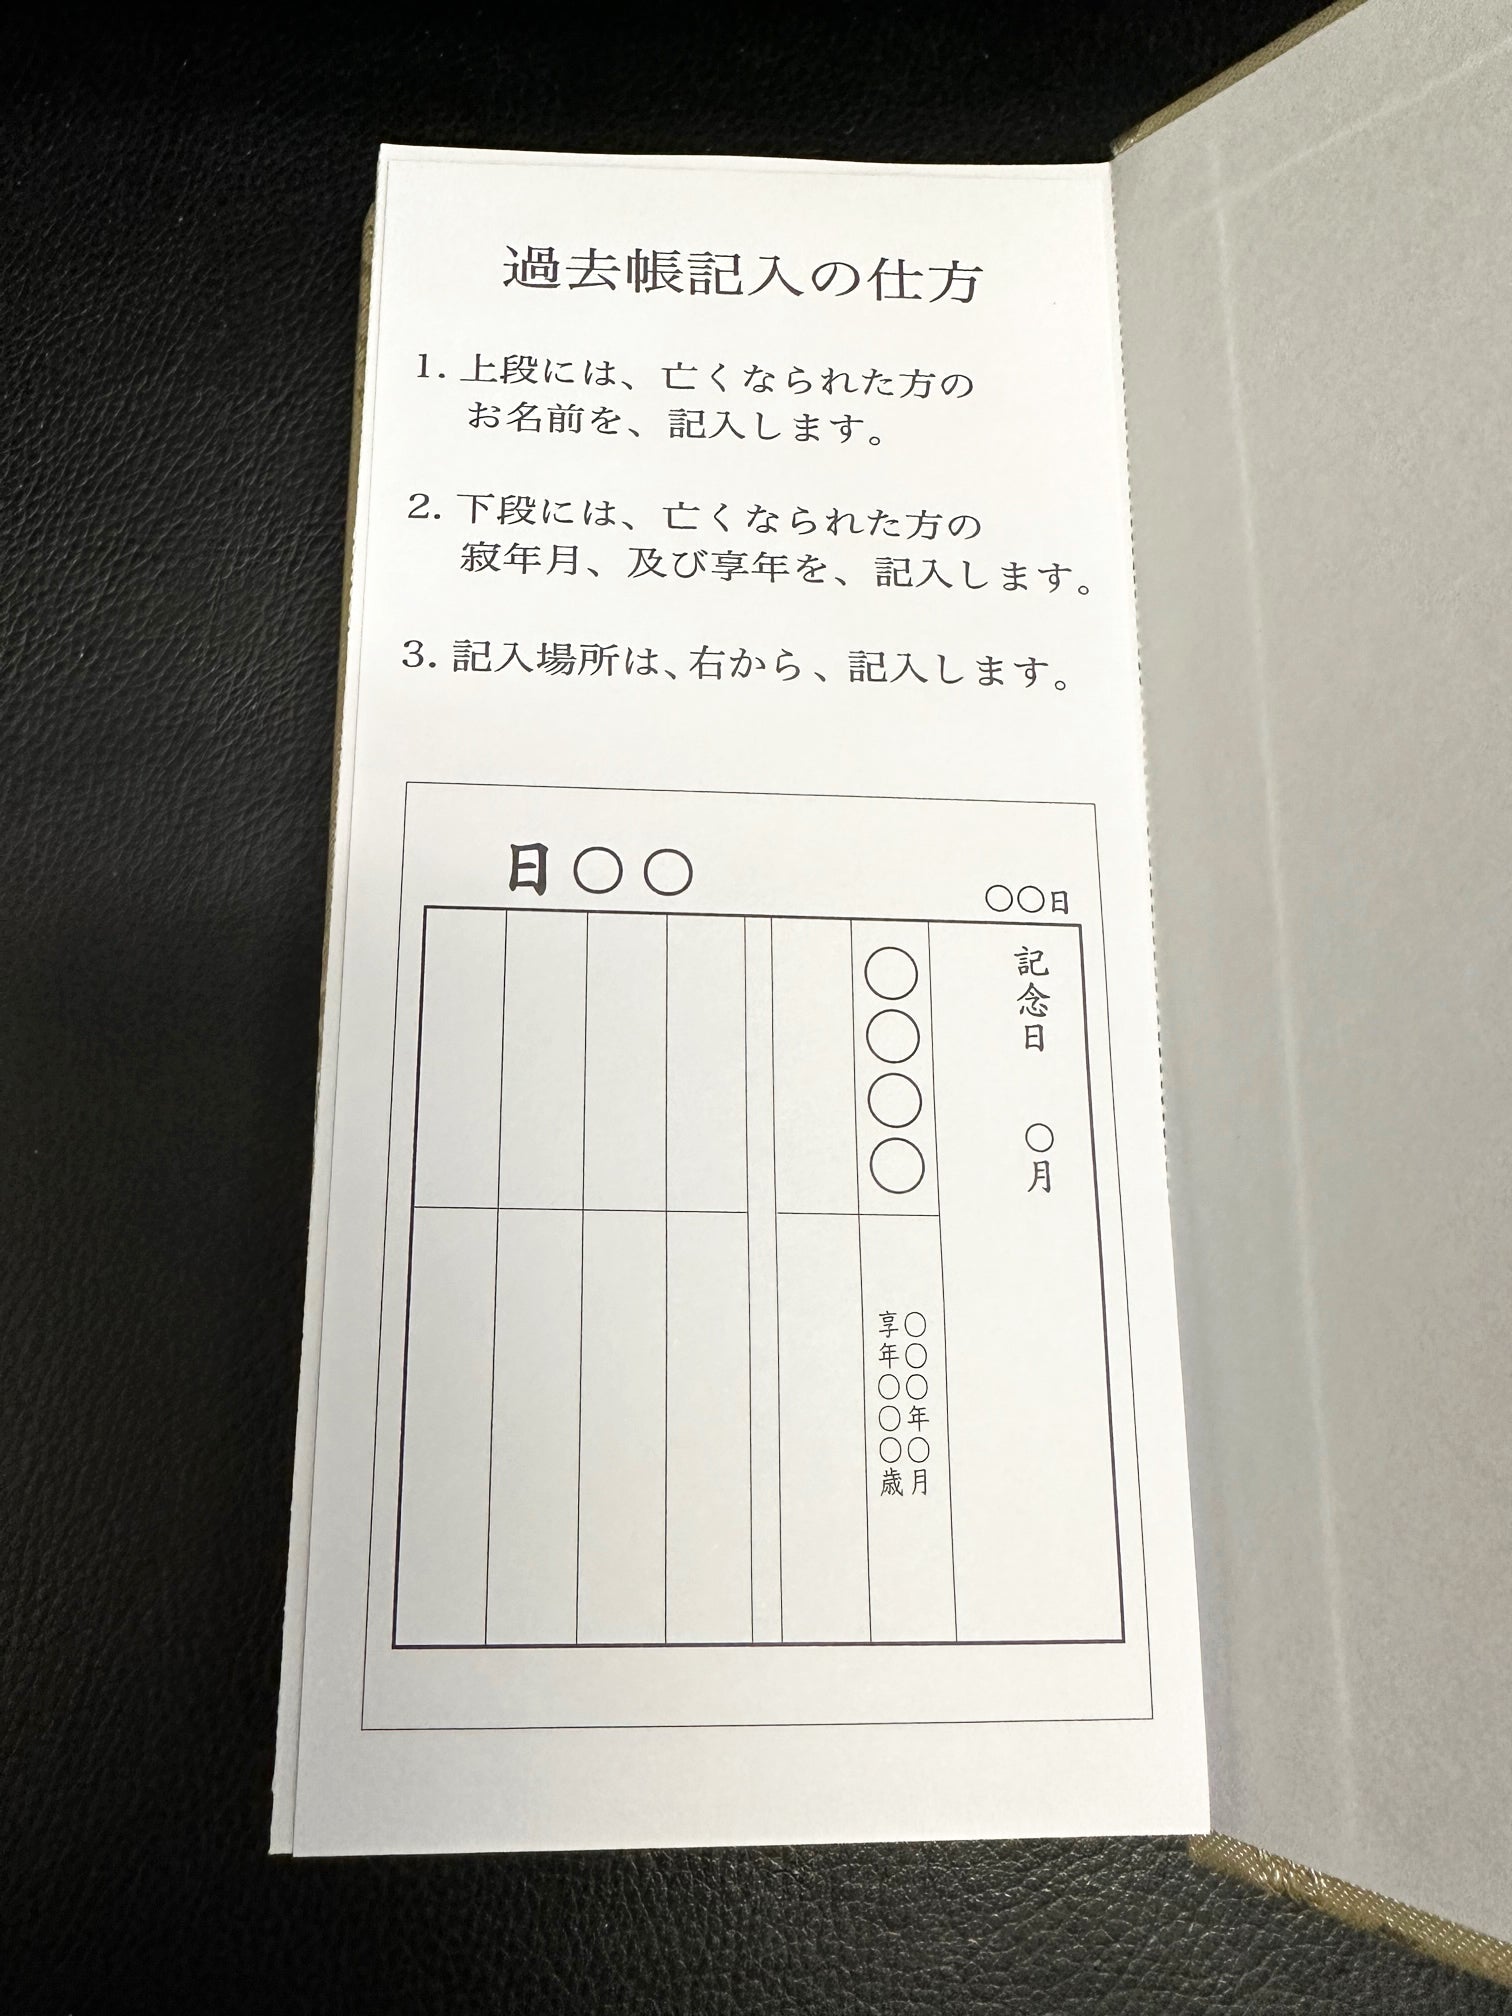 過去帳記入の仕方
1. 上段には、亡くなられた方の
お名前を、記入します。
2. 下段には、亡くなられた方の
寂年月、及び享年を、記入します。
3. 記入場所は、右から、記入します。
日〇〇
〇〇日
記念日 〇月
〇〇〇〇
〇〇〇年〇月
享年〇〇〇歳